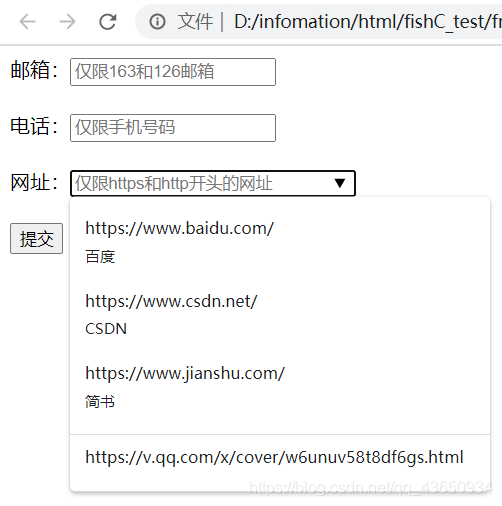 文件 | D:/infomation/html/fishC_test/fr
邮箱：仅限163和126邮箱
电话：仅限手机号码
网址：仅限https和http开头的网址
提交
https://www.baidu.com/
百度
https://www.csdn.net/
CSDN
https://www.jianshu.com/
简书
https://v.qq.com/x/cover/w6unuv58t8df6gs.html
https://blog.csdn.net/qq_43650934